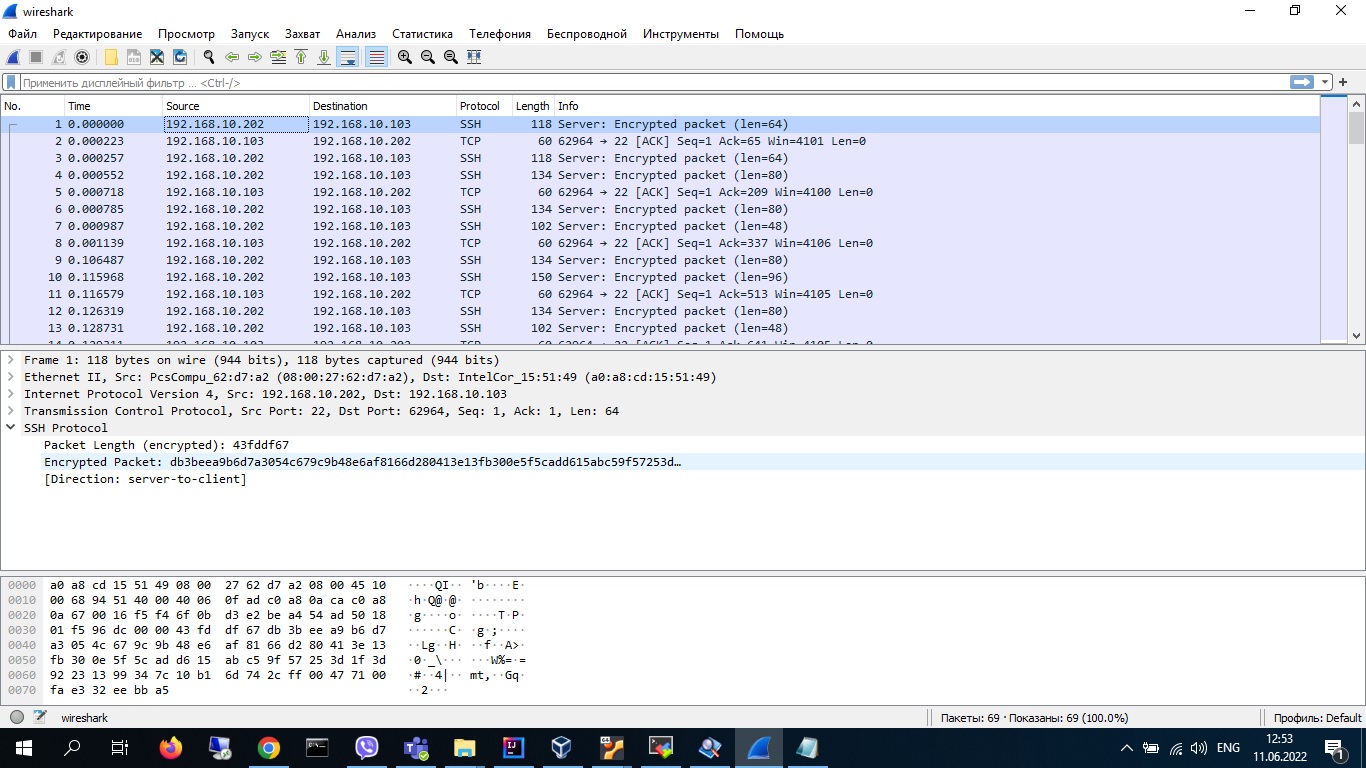 wireshark
Файл Редактирование Просмотр Запуск Захват Анализ Статистика Телефония Беспроводной Инструменты Помощь
Применить дисплейный фильтр … <Ctrl-/>
No. Time Source Destination Protocol Length Info
1 0.000000 192.168.10.202 192.168.10.103 SSH 118 Server: Encrypted packet (len=64)
2 0.000223 192.168.10.103 192.168.10.202 TCP 60 62964 → 22 [ACK] Seq=1 Ack=65 Win=4101 Len=0
3 0.000257 192.168.10.202 192.168.10.103 SSH 118 Server: Encrypted packet (len=64)
4 0.000552 192.168.10.202 192.168.10.103 SSH 134 Server: Encrypted packet (len=80)
5 0.000718 192.168.10.103 192.168.10.202 TCP 60 62964 → 22 [ACK] Seq=1 Ack=209 Win=4100 Len=0
6 0.000785 192.168.10.202 192.168.10.103 SSH 134 Server: Encrypted packet (len=80)
7 0.000987 192.168.10.202 192.168.10.103 SSH 102 Server: Encrypted packet (len=48)
8 0.001139 192.168.10.103 192.168.10.202 TCP 60 62964 → 22 [ACK] Seq=1 Ack=337 Win=4106 Len=0
9 0.106487 192.168.10.202 192.168.10.103 SSH 134 Server: Encrypted packet (len=80)
10 0.115968 192.168.10.202 192.168.10.103 SSH 150 Server: Encrypted packet (len=96)
11 0.116579 192.168.10.103 192.168.10.202 TCP 60 62964 → 22 [ACK] Seq=1 Ack=513 Win=4105 Len=0
12 0.126319 192.168.10.202 192.168.10.103 SSH 134 Server: Encrypted packet (len=80)
13 0.128731 192.168.10.202 192.168.10.103 SSH 102 Server: Encrypted packet (len=48)
Frame 1: 118 bytes on wire (944 bits), 118 bytes captured (944 bits)
Ethernet II, Src: PcsCompu_62:d7:a2 (08:00:27:62:d7:a2), Dst: IntelCor_15:51:49 (a0:a8:cd:15:51:49)
Internet Protocol Version 4, Src: 192.168.10.202, Dst: 192.168.10.103
Transmission Control Protocol, Src Port: 22, Dst Port: 62964, Seq: 1, Ack: 1, Len: 64
SSH Protocol
Packet Length (encrypted): 43fddf67
Encrypted Packet: db3beea9b6d7a3054c679c9b48e6af8166d280413e13fb300e5f5cadd615abc59f57253d…
[Direction: server-to-client]
0000 a0 a8 cd 15 51 49 08 00 27 62 d7 a2 08 00 45 10 ····QI·· 'b····E·
0010 00 68 94 51 40 00 40 06 0f ad c0 a8 0a ca c0 a8 ·h·Q@·@· ········
0020 0a 67 00 16 f5 f4 6f 0b d3 e2 be a4 54 ad 50 18 ·g····o· ····T·P·
0030 01 f5 96 dc 00 00 43 fd df 67 db 3b ee a9 b6 d7 ······C· ·g·;····
0040 a3 05 4c 67 9c 9b 48 e6 af 81 66 d2 80 41 3e 13 ··Lg··H· ··f··A>·
0050 fb 30 0e 5f 5c ad d6 15 ab c5 9f 57 25 3d 1f 3d ·0·_\··· ···W%=·=
0060 92 23 13 99 34 7c 10 b1 6d 74 2c ff 00 47 71 00 ·#··4|·· mt,··Gq·
0070 fa e3 32 ee bb a5 ··2···
wireshark Пакеты: 69 · Показаны: 69 (100.0%) Профиль: Default
ENG 12:53
11.06.2022
1